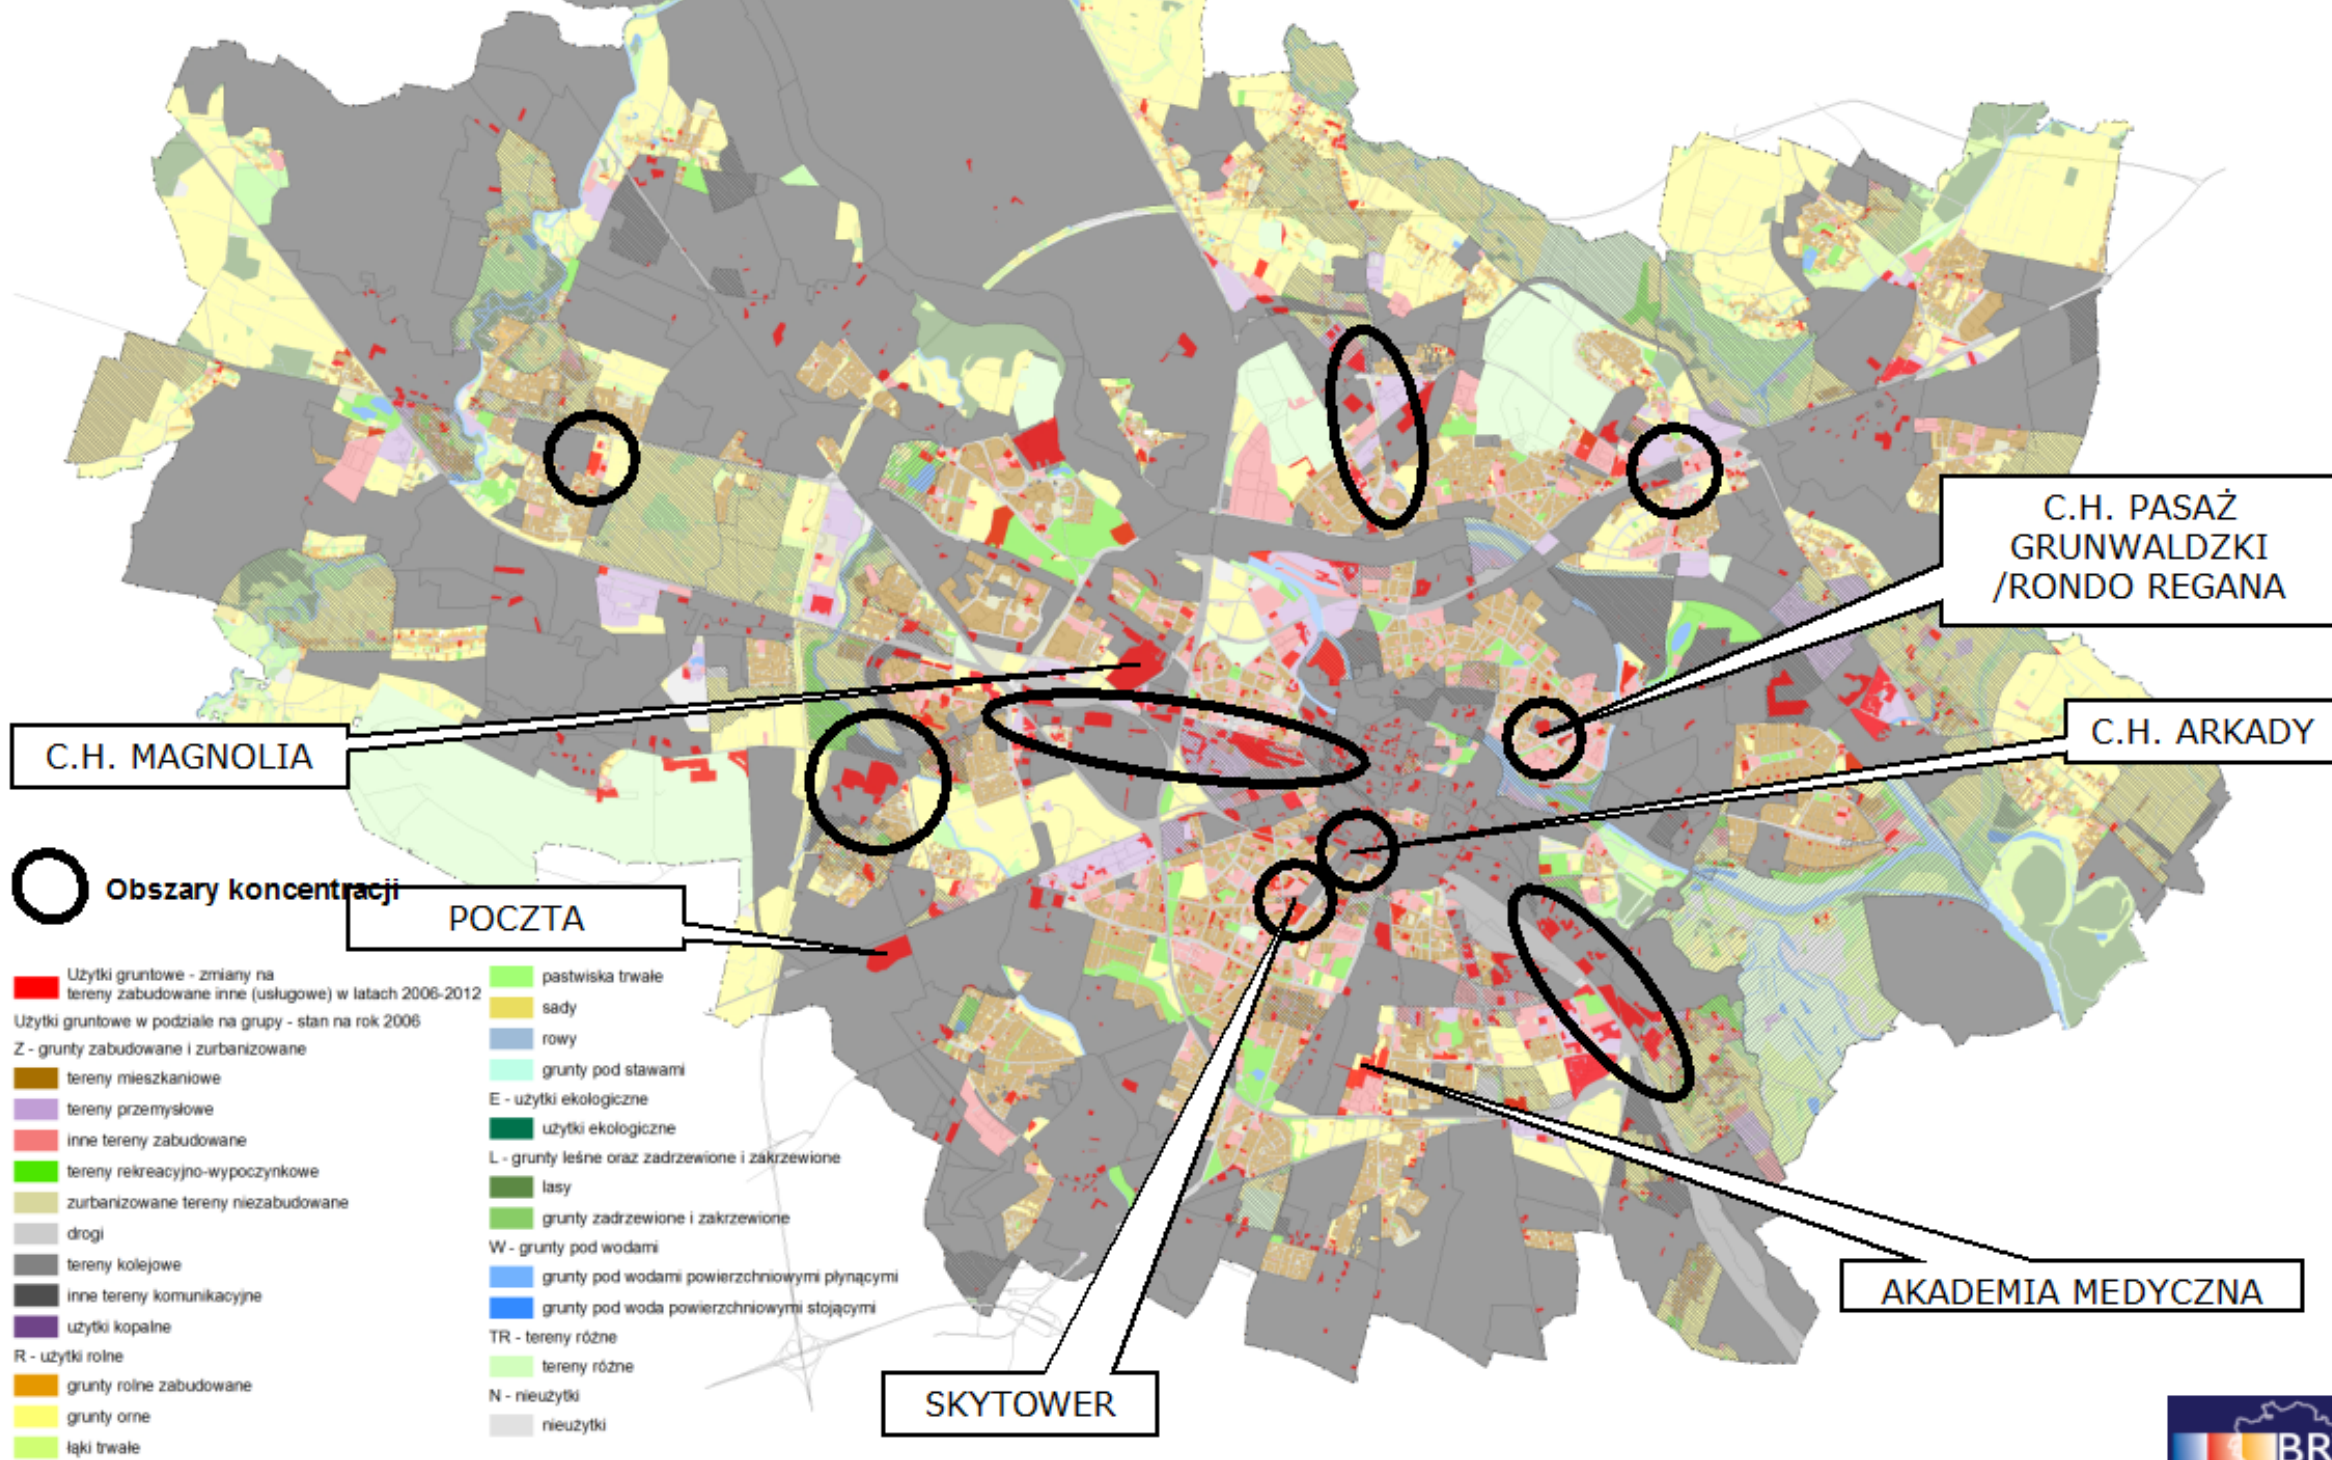 C.H. PASAŻ
GRUNWALDZKI
/RONDO REGANA
C.H. ARKADY
C.H. MAGNOLIA
Obszary koncentracji
POCZTA
AKADEMIA MEDYCZNA
SKYTOWER
Użytki gruntowe - zmiany na
tereny zabudowane inne (usługowe) w latach 2006-2012
Użytki gruntowe w podziale na grupy - stan na rok 2006
Z - grunty zabudowane i zurbanizowane
tereny mieszkaniowe
tereny przemysłowe
inne tereny zabudowane
tereny rekreacyjno-wypoczynkowe
zurbanizowane tereny niezabudowane
drogi
tereny kolejowe
inne tereny komunikacyjne
użytki kopalne
R - użytki rolne
grunty rolne zabudowane
grunty orne
łąki trwałe
pastwiska trwałe
sady
rowy
grunty pod stawami
E - użytki ekologiczne
użytki ekologiczne
L - grunty leśne oraz zadrzewione i zakrzewione
lasy
grunty zadrzewione i zakrzewione
W - grunty pod wodami
grunty pod wodami powierzchniowymi płynącymi
grunty pod woda powierzchniowymi stojącymi
TR - tereny różne
tereny różne
N - nieużytki
nieużytki
BR